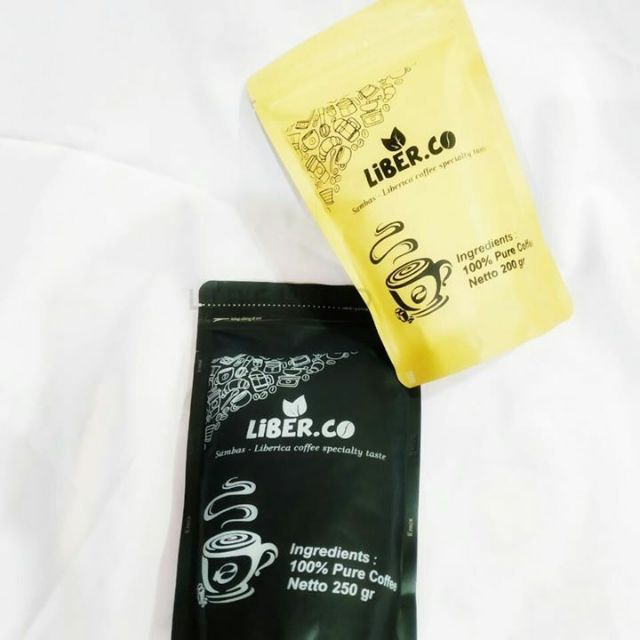 LiBER.CO
Sambas - Liberica coffee specialty taste
Ingredients :
100% Pure Coffee
Netto 200 gr
LiBER.CO
Sambas - Liberica coffee specialty taste
Ingredients :
100% Pure Coffee
Netto 250 gr